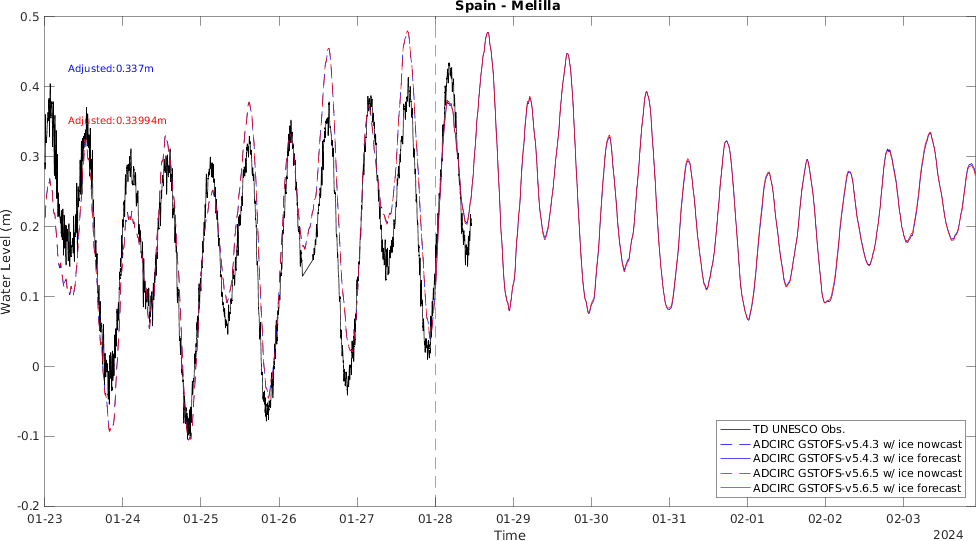 Spain - Melilla
0.5
0.4
0.3
0.2
0.1
0
-0.1
-0.2
Water Level (m)
Adjusted:0.337m
Adjusted:0.33994m
TD UNESCO Obs.
ADCIRC GSTOFS-v5.4.3 w/ ice nowcast
ADCIRC GSTOFS-v5.4.3 w/ ice forecast
ADCIRC GSTOFS-v5.6.5 w/ ice nowcast
ADCIRC GSTOFS-v5.6.5 w/ ice forecast
01-23 01-24 01-25 01-26 01-27 01-28 01-29 01-30 01-31 02-01 02-02 02-03
Time
2024